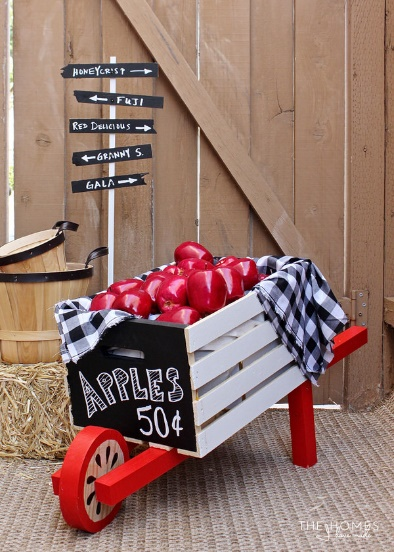 HONEYCRISP →
← FUJI
RED DELICIOUS →
← GRANNY S.
GALA →
APPLES
50¢
THE HOMES
I have made